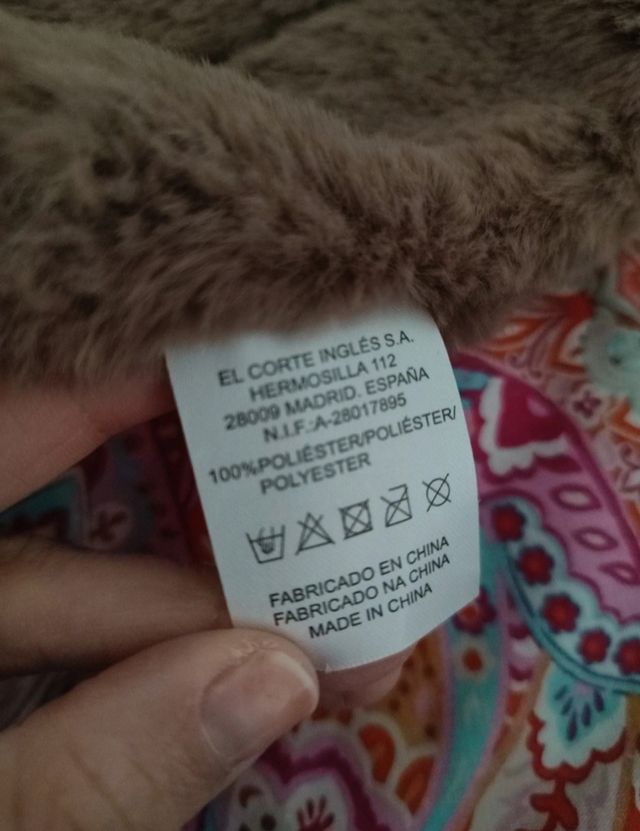 EL CORTE INGLÉS S.A.
HERMOSILLA 112
28009 MADRID. ESPAÑA
N.I.F.:A-28017895
100%POLIÉSTER/POLIÉSTER/
POLYESTER
FABRICADO EN CHINA
FABRICADO NA CHINA
MADE IN CHINA